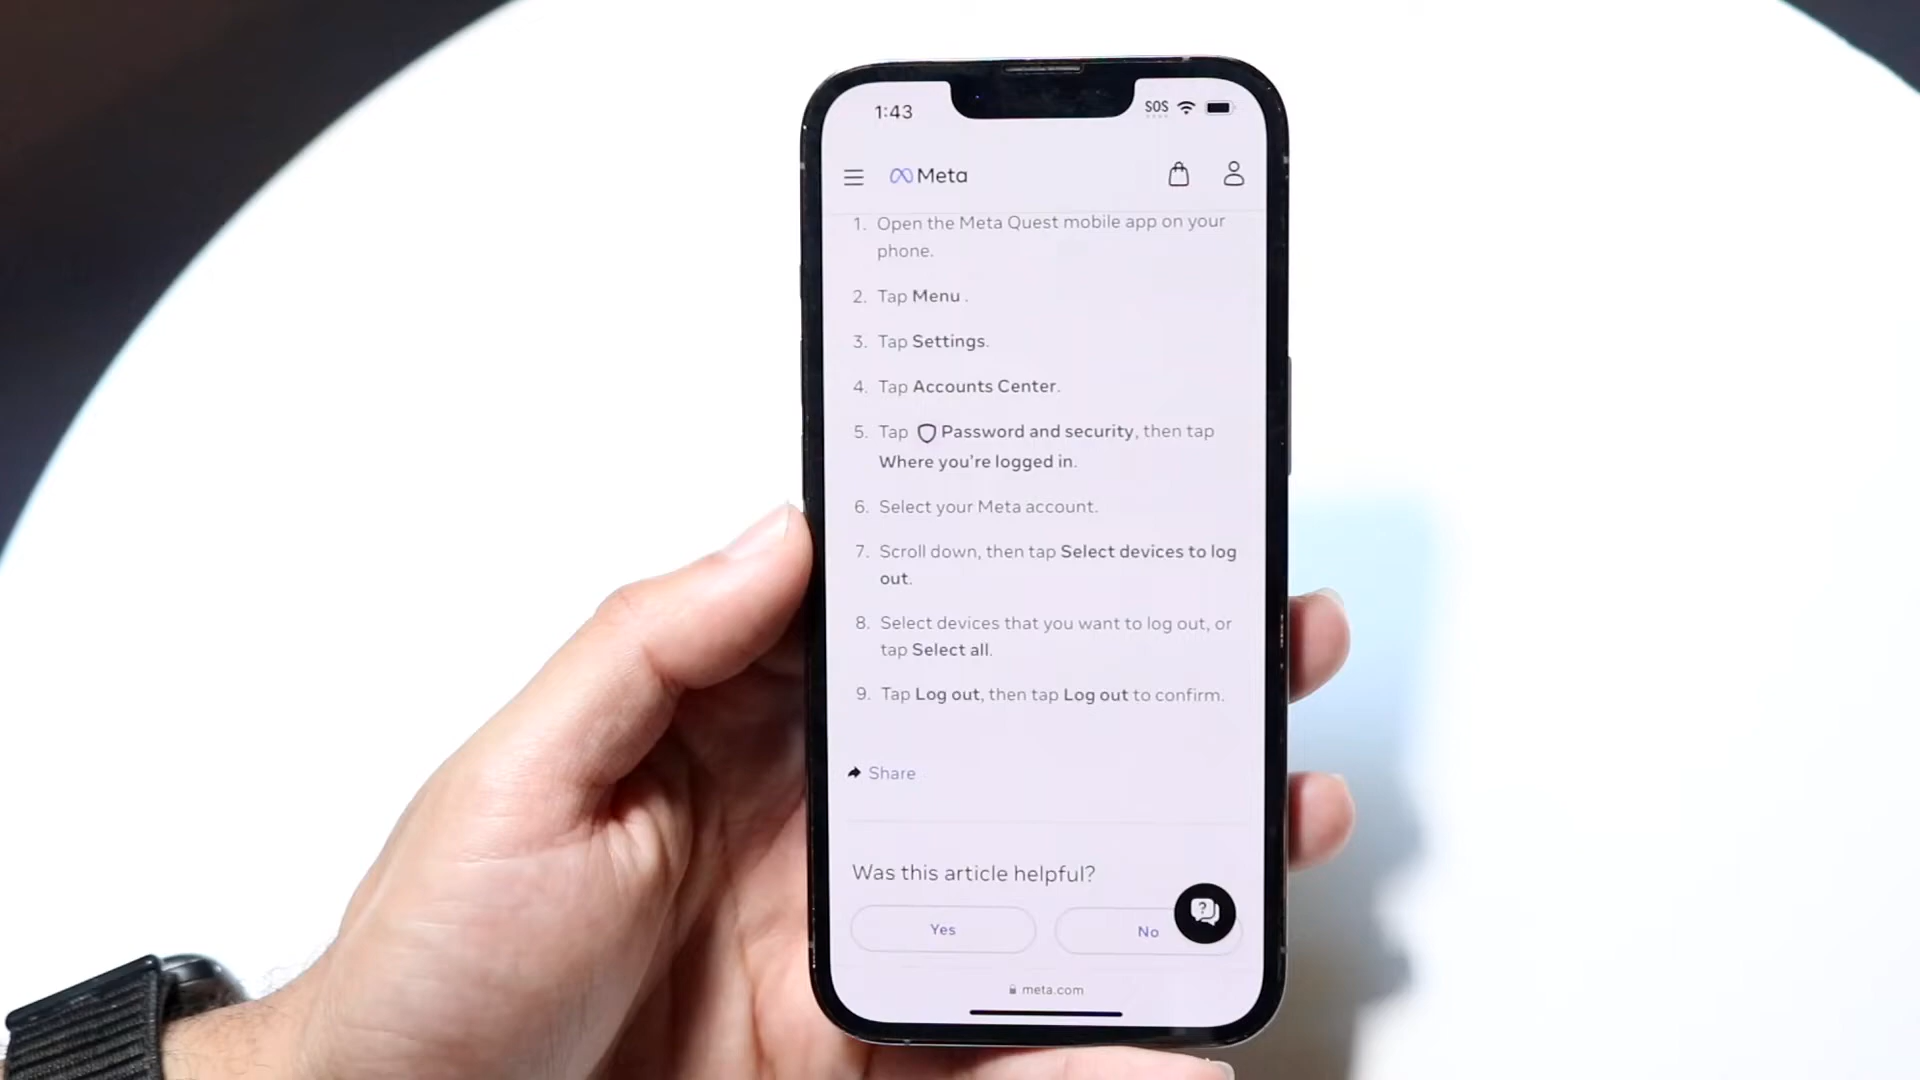 1:43
SOS
Meta
1. Open the Meta Quest mobile app on your
phone.
2. Tap Menu .
3. Tap Settings.
4. Tap Accounts Center.
5. Tap Password and security, then tap
Where you're logged in.
6. Select your Meta account.
7. Scroll down, then tap Select devices to log
out.
8. Select devices that you want to log out, or
tap Select all.
9. Tap Log out, then tap Log out to confirm.
Share
Was this article helpful?
Yes
No
?
meta.com